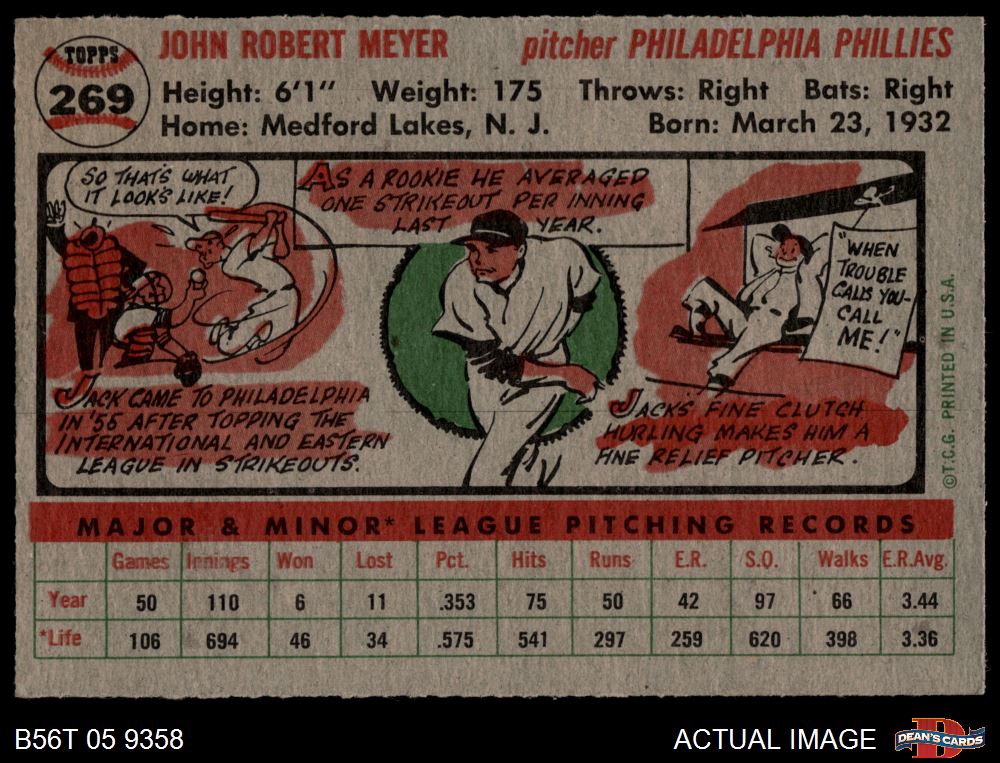 TOPPS
269
JOHN ROBERT MEYER pitcher PHILADELPHIA PHILLIES
Height: 6'1" Weight: 175 Throws: Right Bats: Right
Home: Medford Lakes, N. J. Born: March 23, 1932
SO THAT'S WHAT
IT LOOKS LIKE!
AS A ROOKIE HE AVERAGED
ONE STRIKEOUT PER INNING
LAST YEAR.
"WHEN
TROUBLE
CALLS YOU-
CALL
ME!"
JACK CAME TO PHILADELPHIA
IN '55 AFTER TOPPING THE
INTERNATIONAL AND EASTERN
LEAGUE IN STRIKEOUTS.
JACK'S FINE CLUTCH
HURLING MAKES HIM A
FINE RELIEF PITCHER.
©T.C.G. PRINTED IN U.S.A.
MAJOR & MINOR* LEAGUE PITCHING RECORDS
Games Innings Won Lost Pct. Hits Runs E.R. S.O. Walks E.R.Avg.
Year 50 110 6 11 .353 75 50 42 97 66 3.44
*Life 106 694 46 34 .575 541 297 259 620 398 3.36
B56T 05 9358
ACTUAL IMAGE
DEAN'S CARDS